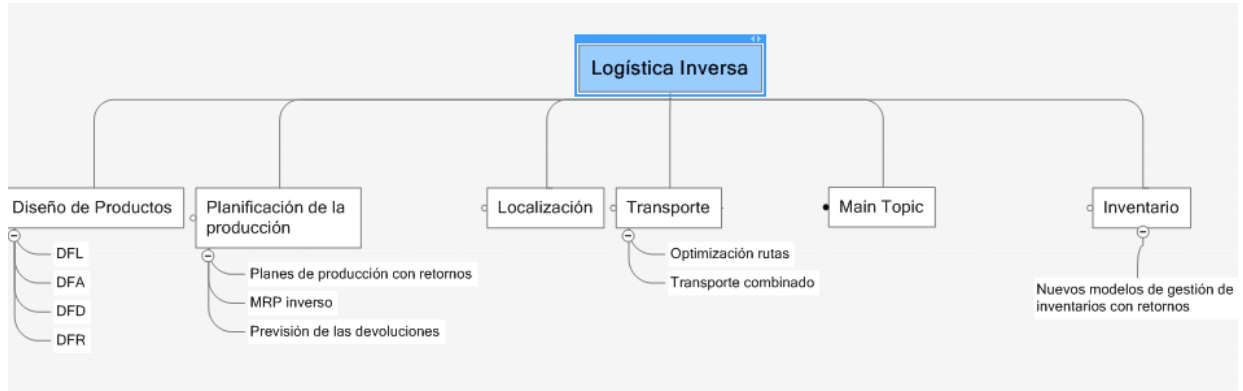 Logística Inversa
Diseño de Productos
DFL
DFA
DFD
DFR
Planificación de la
producción
Planes de producción con retornos
MRP inverso
Previsión de las devoluciones
Localización
Transporte
Optimización rutas
Transporte combinado
Main Topic
Inventario
Nuevos modelos de gestión de
inventarios con retornos